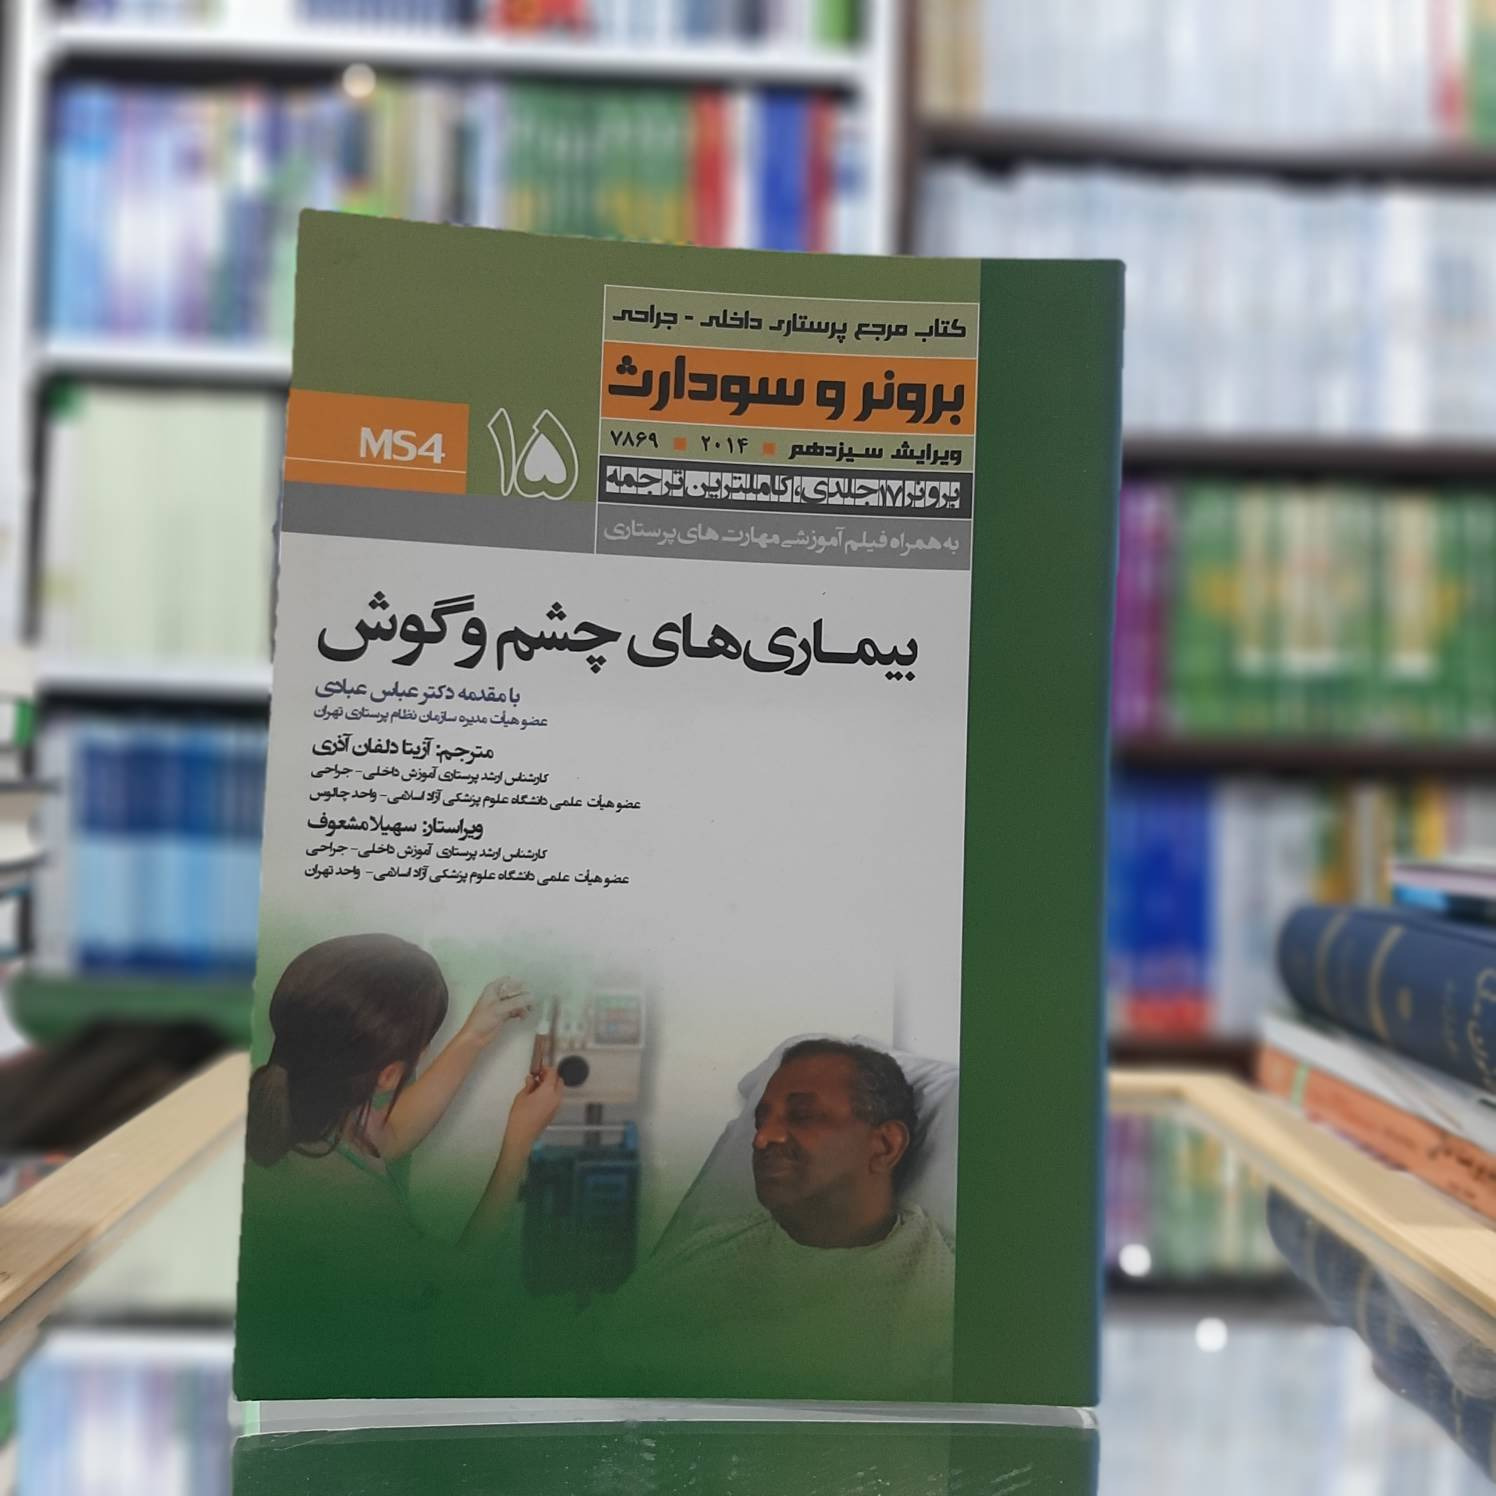 کتاب مرجع پرستاری داخلی - جراحی
برونر و سودارث
ویرایش سیزدهم ■ ۲۰۱۴ ■ ۷۸۶۹
برونر ۱۷ جلدی، کاملترین ترجمه
به همراه فیلم آموزشی مهارت های پرستاری
۱۵
MS4
بیماری‌های چشم و گوش
با مقدمه دکتر عباس عبادی
عضو هیأت مدیره سازمان نظام پرستاری تهران
مترجم: آزیتا دلفان آذری
کارشناس ارشد پرستاری آموزش داخلی - جراحی
عضو هیأت علمی دانشگاه علوم پزشکی آزاد اسلامی - واحد چالوس
ویراستار: سهیلا مشعوف
کارشناس ارشد پرستاری آموزش داخلی - جراحی
عضو هیأت علمی دانشگاه علوم پزشکی آزاد اسلامی - واحد تهران